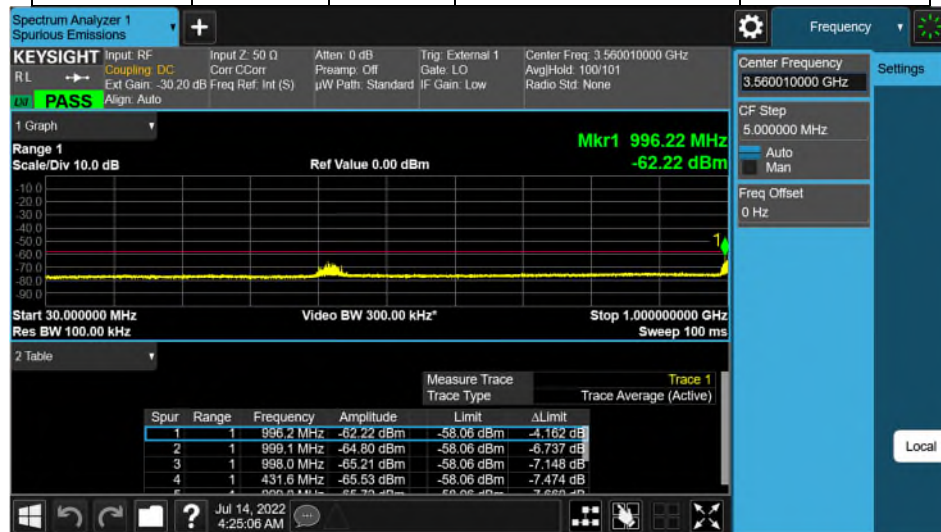 Spectrum Analyzer 1
Spurious Emissions
+
Frequency
KEYSIGHT
RL
PASS
Input: RF
Coupling: DC
Ext Gain: -30.20 dB
Align: Auto
Input Z: 50 Ω
Corr CCorr
Freq Ref: Int (S)
Atten: 0 dB
Preamp: Off
µW Path: Standard
Trig: External 1
Gate: LO
IF Gain: Low
Center Freq: 3.560010000 GHz
Avg|Hold: 100/101
Radio Std: None
Center Frequency
3.560010000 GHz
Settings
CF Step
5.000000 MHz
Auto
Man
Freq Offset
0 Hz
1 Graph
Range 1
Scale/Div 10.0 dB
Ref Value 0.00 dBm
Mkr1 996.22 MHz
-62.22 dBm
-10.0
-20.0
-30.0
-40.0
-50.0
-60.0
-70.0
-80.0
-90.0
1
Start 30.000000 MHz
Video BW 300.00 kHz*
Stop 1.000000000 GHz
Res BW 100.00 kHz
Sweep 100 ms
2 Table
Measure Trace Trace 1
Trace Type Trace Average (Active)
Spur Range Frequency Amplitude Limit ΔLimit
1 1 996.2 MHz -62.22 dBm -58.06 dBm -4.162 dB
2 1 999.1 MHz -64.80 dBm -58.06 dBm -6.737 dB
3 1 998.0 MHz -65.21 dBm -58.06 dBm -7.148 dB
4 1 431.6 MHz -65.53 dBm -58.06 dBm -7.474 dB
Local
?
Jul 14, 2022
4:25:06 AM